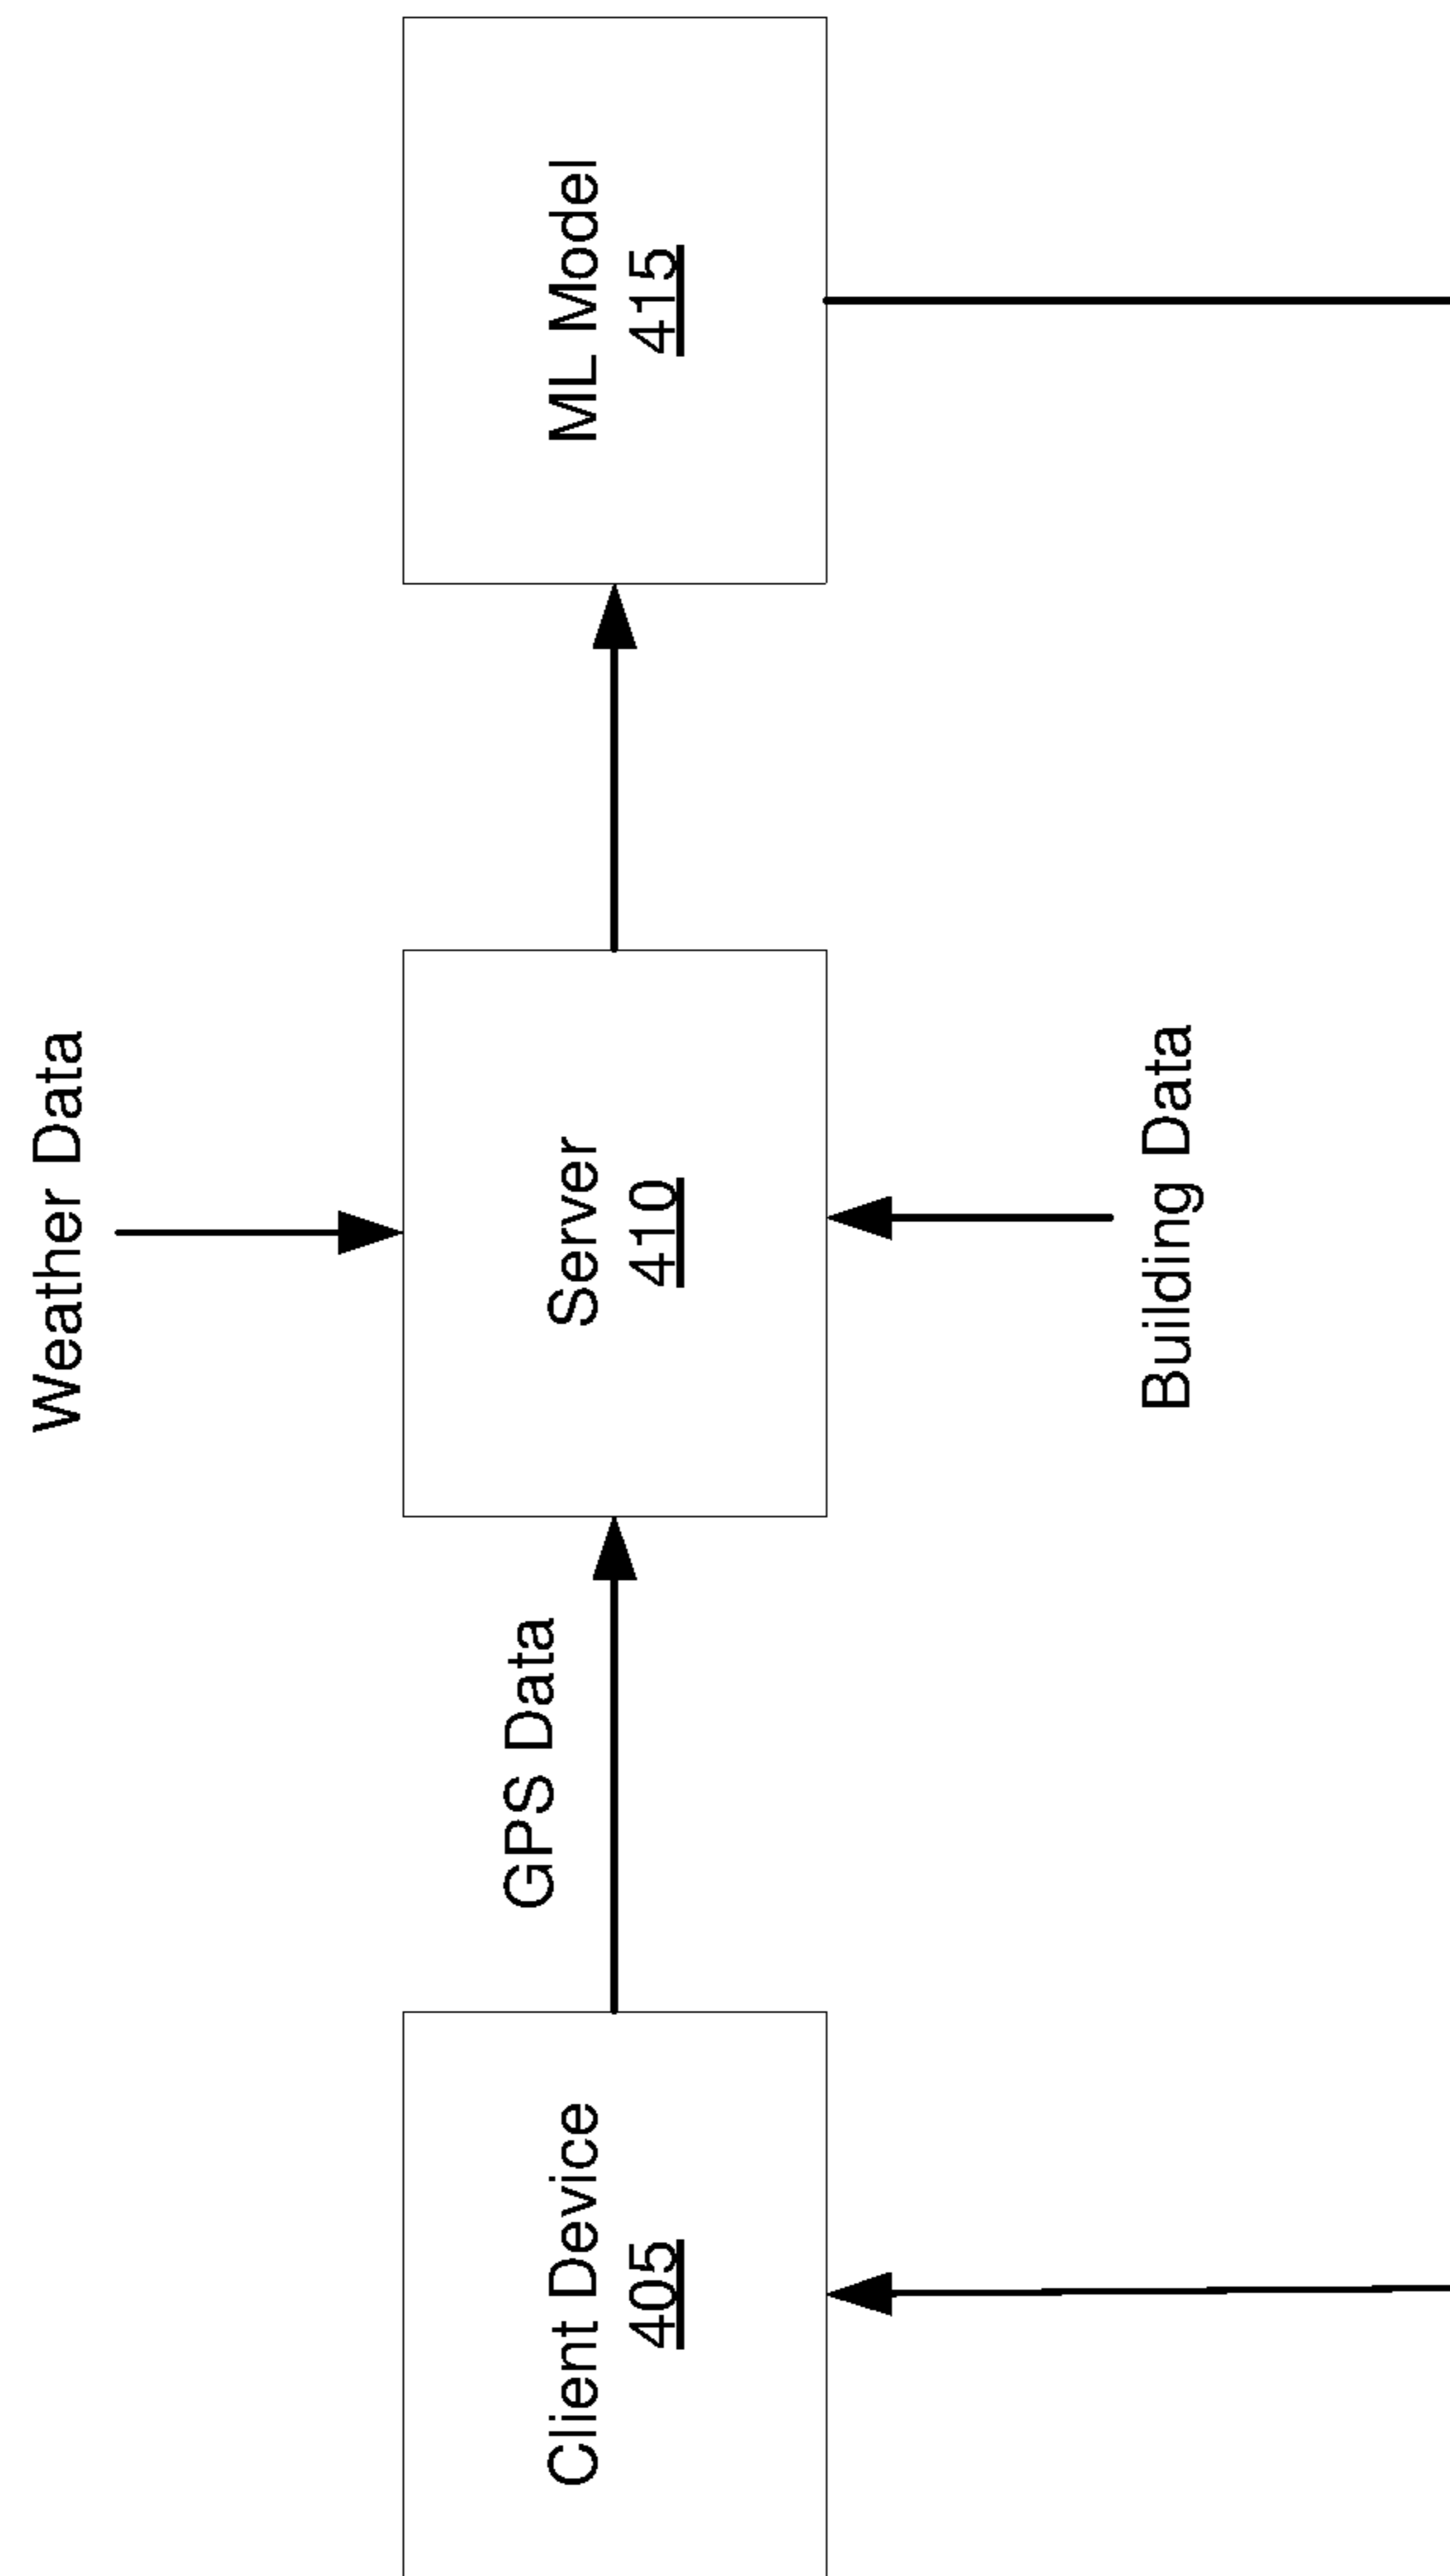 Weather Data
Client Device
405
GPS Data
Server
410
ML Model
415
Building Data